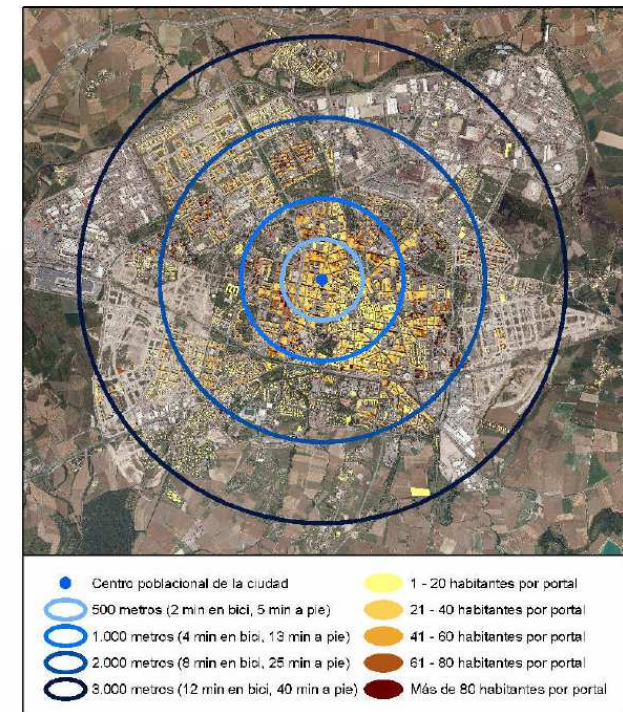 Centro poblacional de la ciudad
500 metros (2 min en bici, 5 min a pie)
1.000 metros (4 min en bici, 13 min a pie)
2.000 metros (8 min en bici, 25 min a pie)
3.000 metros (12 min en bici, 40 min a pie)
1 - 20 habitantes por portal
21 - 40 habitantes por portal
41 - 60 habitantes por portal
61 - 80 habitantes por portal
Más de 80 habitantes por portal